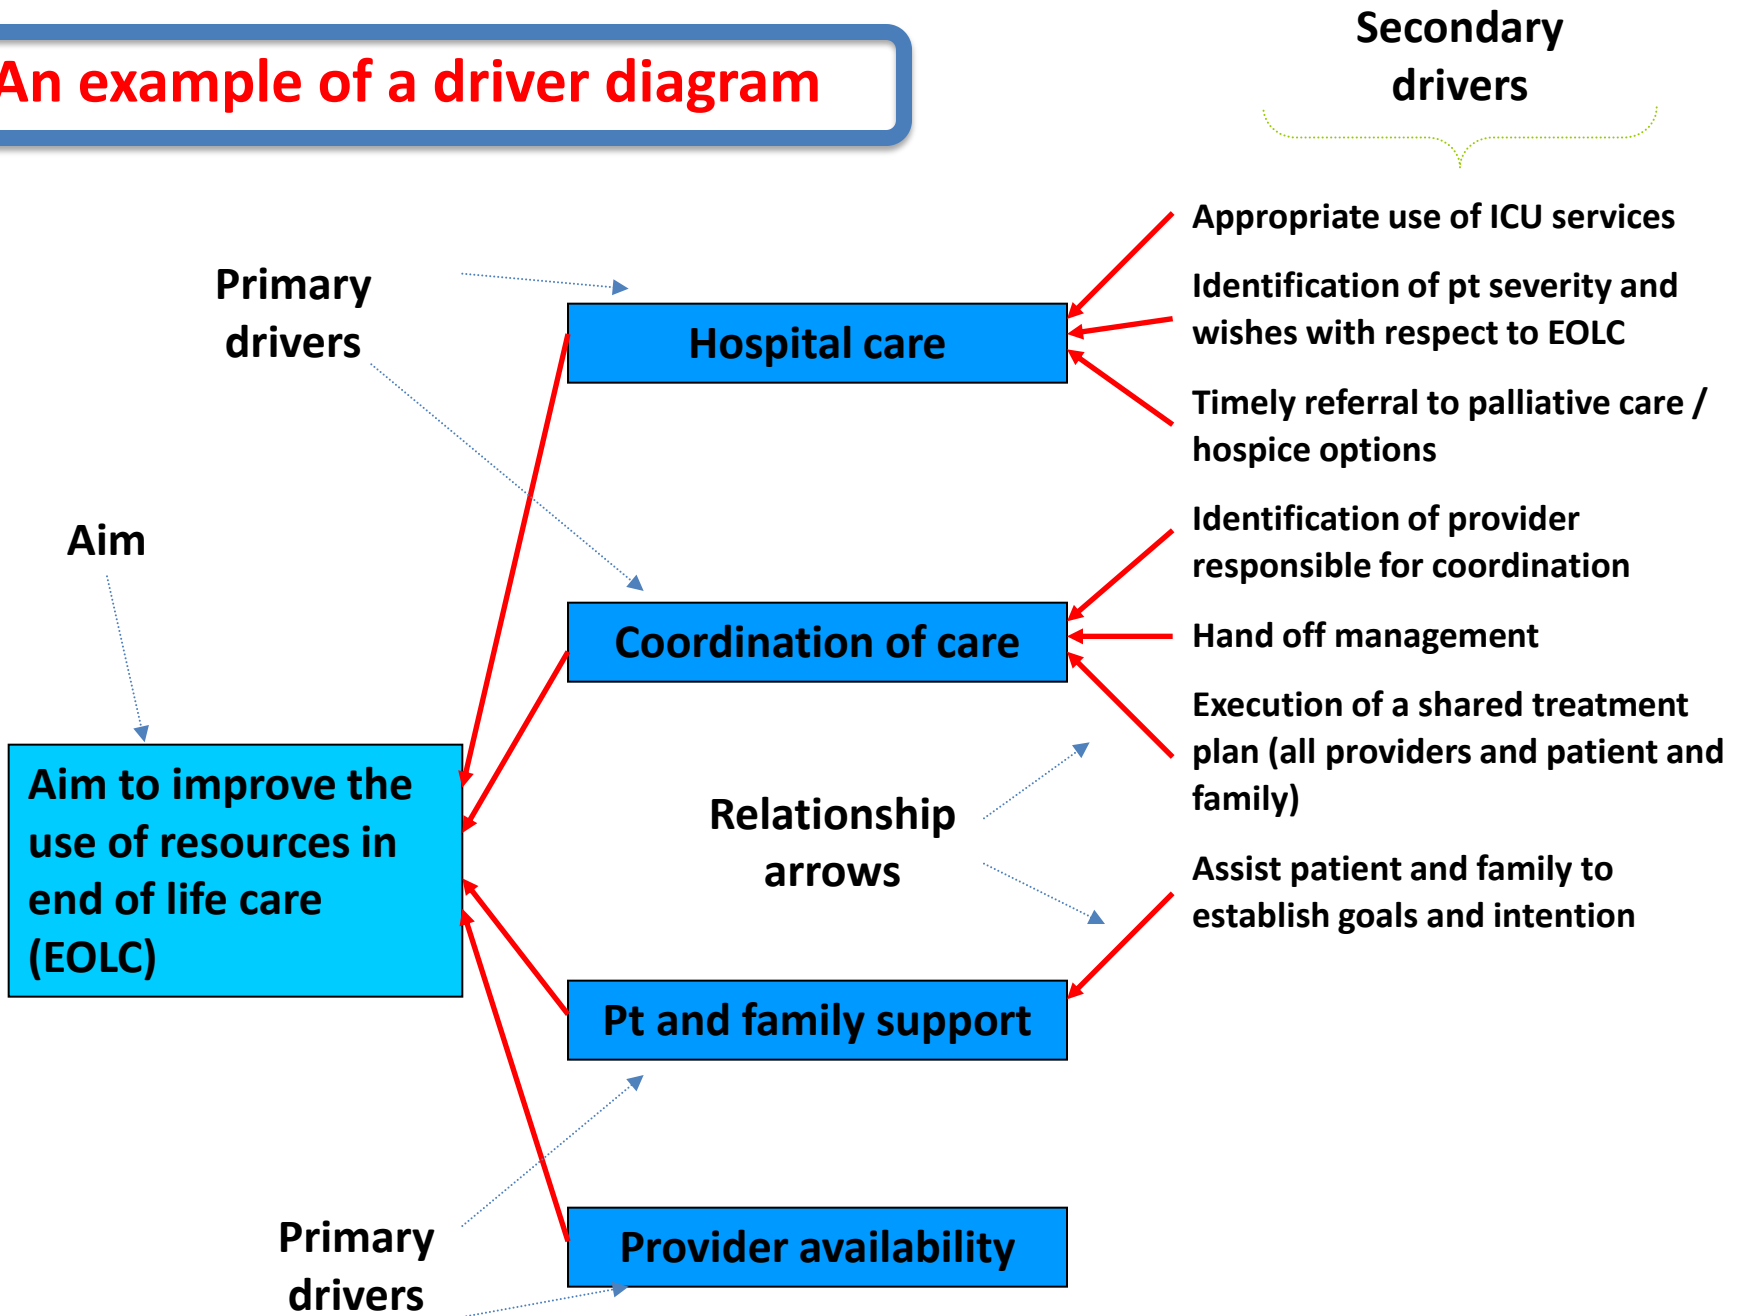 An example of a driver diagram
Secondary
drivers
Primary
drivers
Hospital care
Appropriate use of ICU services
Identification of pt severity and
wishes with respect to EOLC
Timely referral to palliative care /
hospice options
Aim
Coordination of care
Identification of provider
responsible for coordination
Hand off management
Execution of a shared treatment
plan (all providers and patient and
family)
Aim to improve the
use of resources in
end of life care
(EOLC)
Relationship
arrows
Assist patient and family to
establish goals and intention
Pt and family support
Primary
drivers
Provider availability